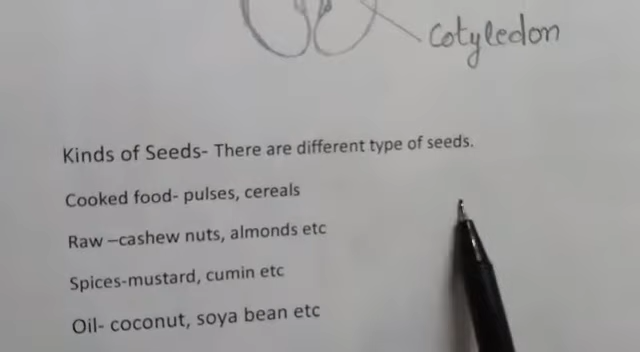 Cotyledon
Kinds of Seeds- There are different type of seeds.
Cooked food- pulses, cereals
Raw –cashew nuts, almonds etc
Spices-mustard, cumin etc
Oil- coconut, soya bean etc